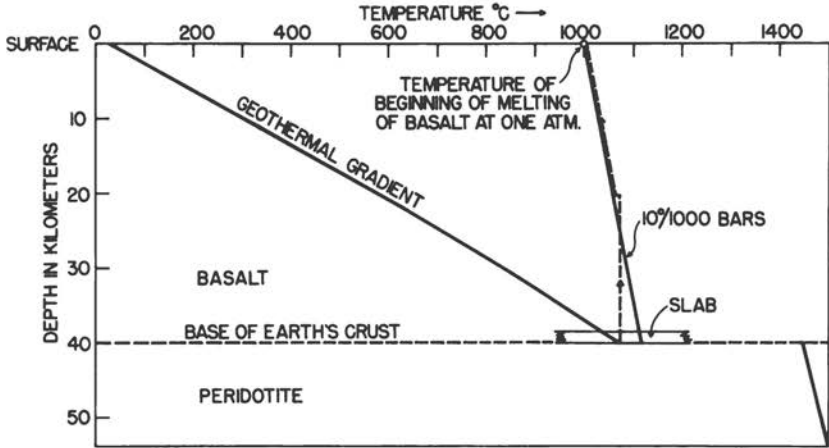 TEMPERATURE °C →
0 200 400 600 800 1000 1200 1400
SURFACE
TEMPERATURE OF
BEGINNING OF MELTING
OF BASALT AT ONE ATM.
GEOTHERMAL GRADIENT
10
20
30
40
50
DEPTH IN KILOMETERS
10°/1000 BARS
BASALT
SLAB
BASE OF EARTH'S CRUST
PERIDOTITE